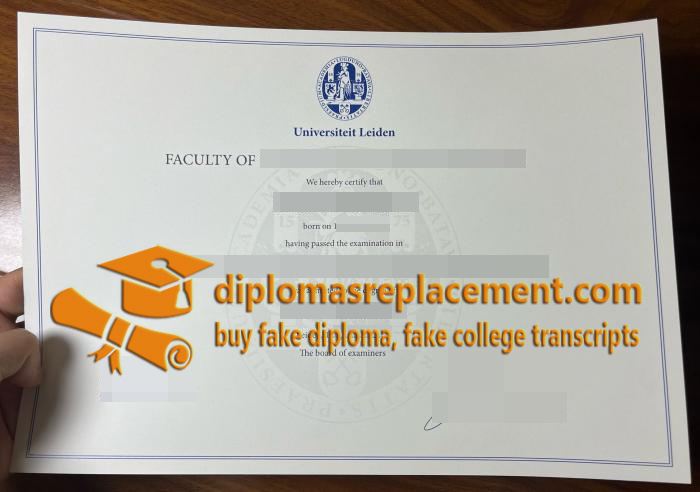 Universiteit Leiden
FACULTY OF
We hereby certify that
born on 1
having passed the examination in
diplomasreplacement.com
buy fake diploma, fake college transcripts
The board of examiners